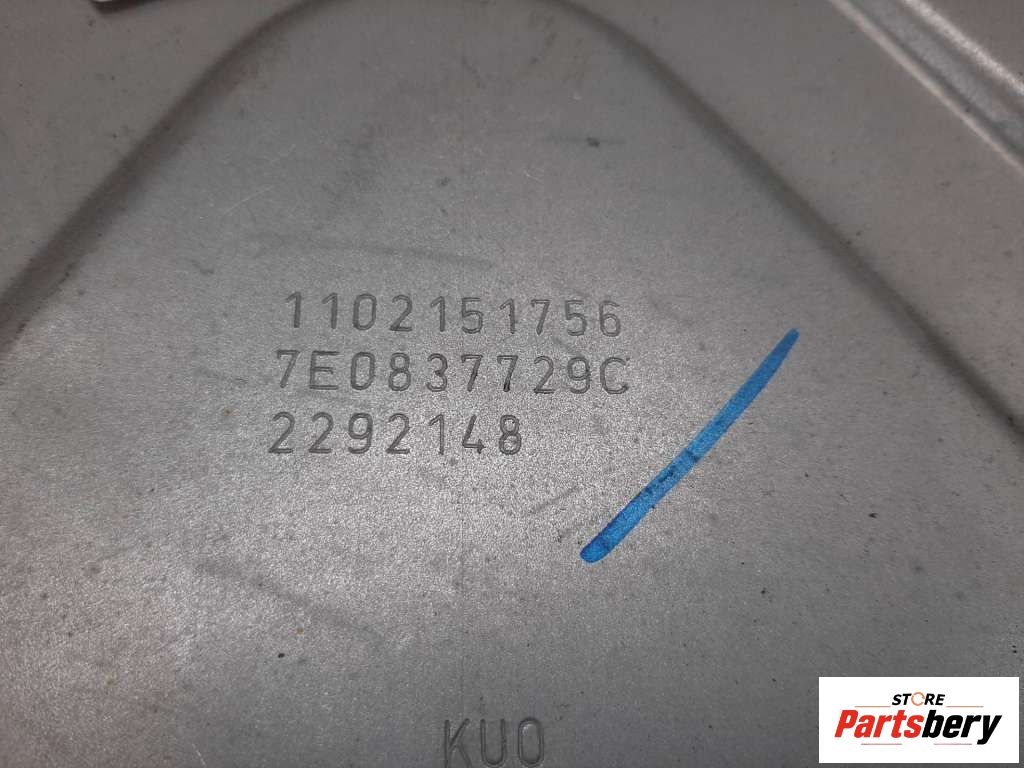 1102151756
7E0837729C
2292148
KUO
STORE
Partsbery